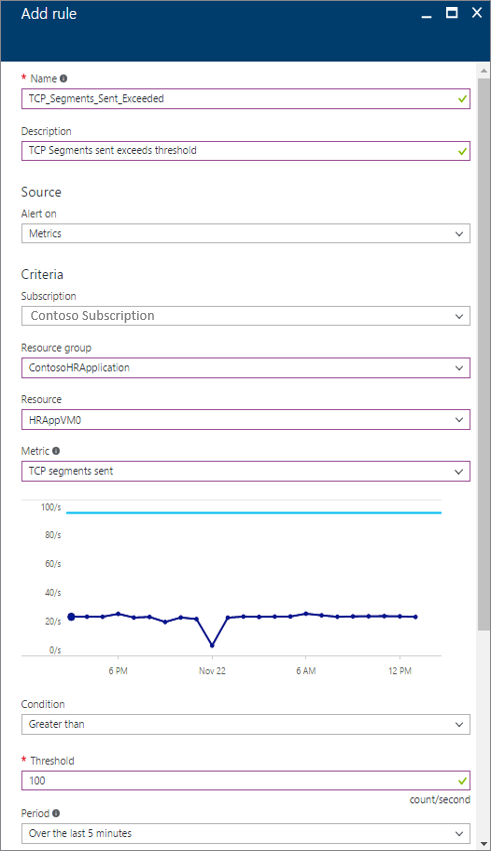 Add rule
* Name
TCP_Segments_Sent_Exceeded
Description
TCP Segments sent exceeds threshold
Source
Alert on
Metrics
Criteria
Subscription
Contoso Subscription
Resource group
ContosoHRApplication
Resource
HRAppVM0
Metric
TCP segments sent
100/s
80/s
60/s
40/s
20/s
0/s
6 PM Nov 22 6 AM 12 PM
Condition
Greater than
* Threshold
100
count/second
Period
Over the last 5 minutes